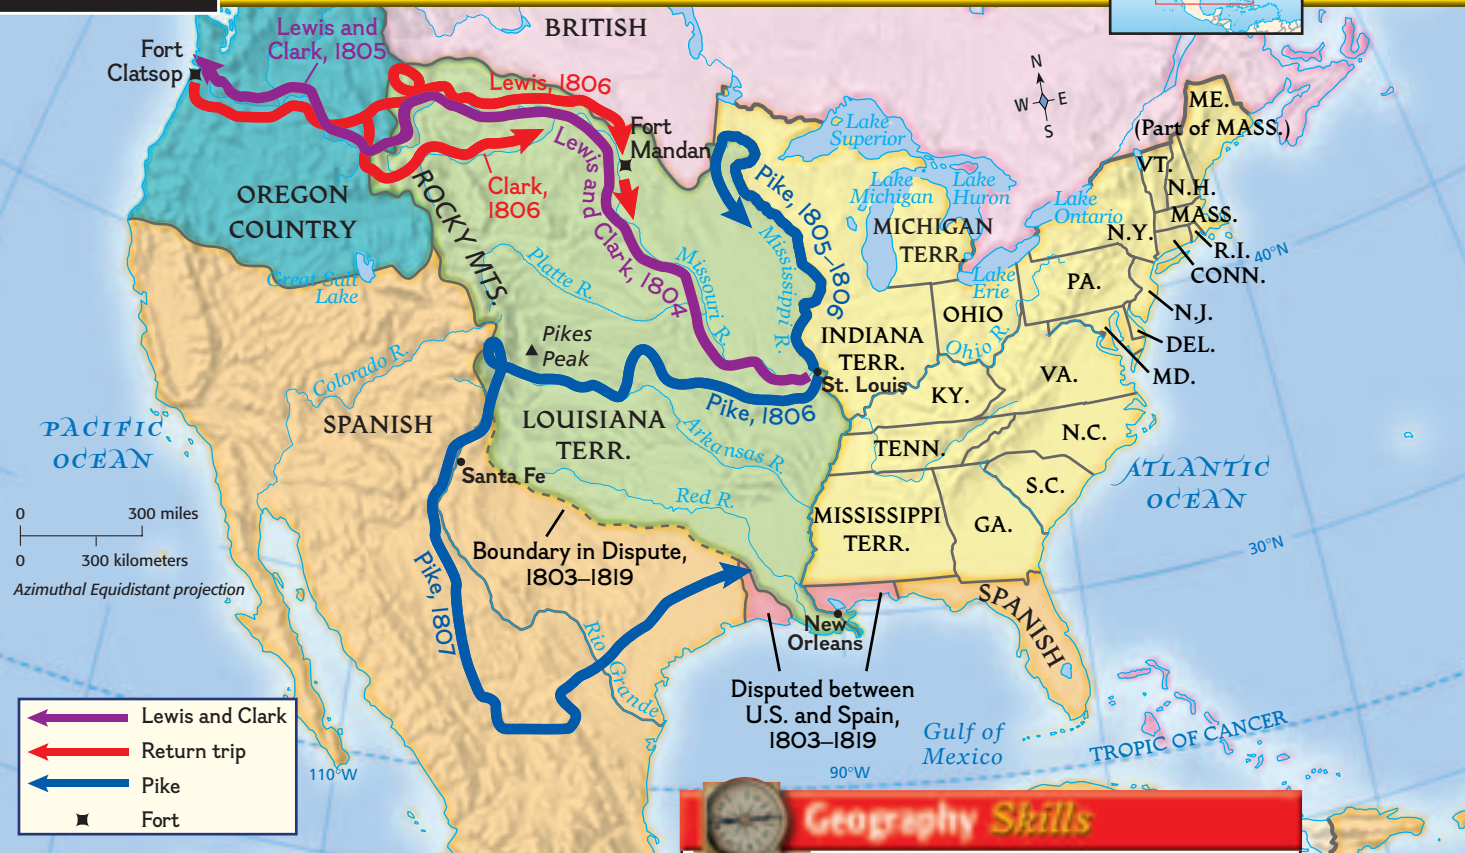 BRITISH
Lewis and
Clark, 1805
Fort
Clatsop
Lewis, 1806
Fort
Mandan
Lewis and Clark, 1804
Clark,
1806
ROCKY MTS.
OREGON
COUNTRY
Great Salt
Lake
Platte R.
Missouri R.
Mississippi R.
Pike, 1805–1806
Lake
Superior
Lake
Michigan
Lake
Huron
Lake
Ontario
Lake
Erie
N
W
E
S
ME.
(Part of MASS.)
VT.
N.H.
MASS.
N.Y.
R.I.
CONN.
40°N
MICHIGAN
TERR.
PA.
N.J.
DEL.
MD.
OHIO
Ohio R.
INDIANA
TERR.
VA.
KY.
St. Louis
Pikes
Peak
Pike, 1806
Colorado R.
SPANISH
LOUISIANA
TERR.
Arkansas R.
TENN.
N.C.
S.C.
PACIFIC
OCEAN
ATLANTIC
OCEAN
Santa Fe
Red R.
MISSISSIPPI
TERR.
GA.
0
300 miles
0
300 kilometers
Azimuthal Equidistant projection
30°N
Boundary in Dispute,
1803–1819
Pike, 1807
Rio Grande
New
Orleans
SPANISH
Disputed between
U.S. and Spain,
1803–1819
Gulf of
Mexico
TROPIC OF CANCER
110°W
90°W
Lewis and Clark
Return trip
Pike
Fort
Geography Skills